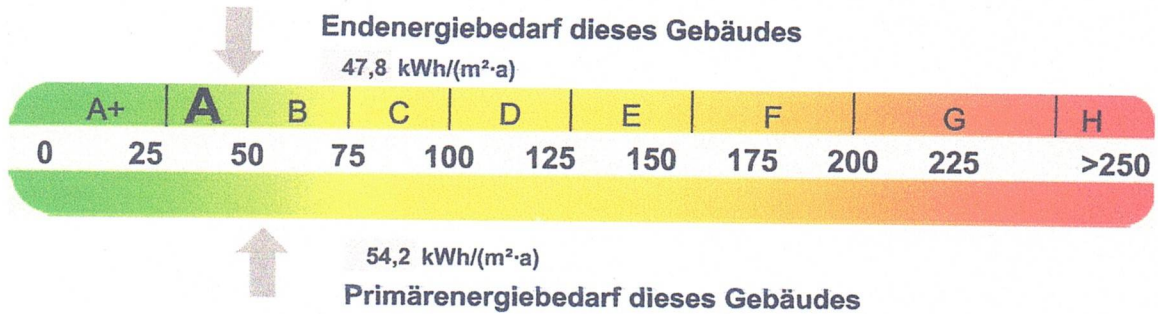 Endenergiebedarf dieses Gebäudes
47,8 kWh/(m²·a)
A+ A B C D E F G H
0 25 50 75 100 125 150 175 200 225 >250
54,2 kWh/(m²·a)
Primärenergiebedarf dieses Gebäudes